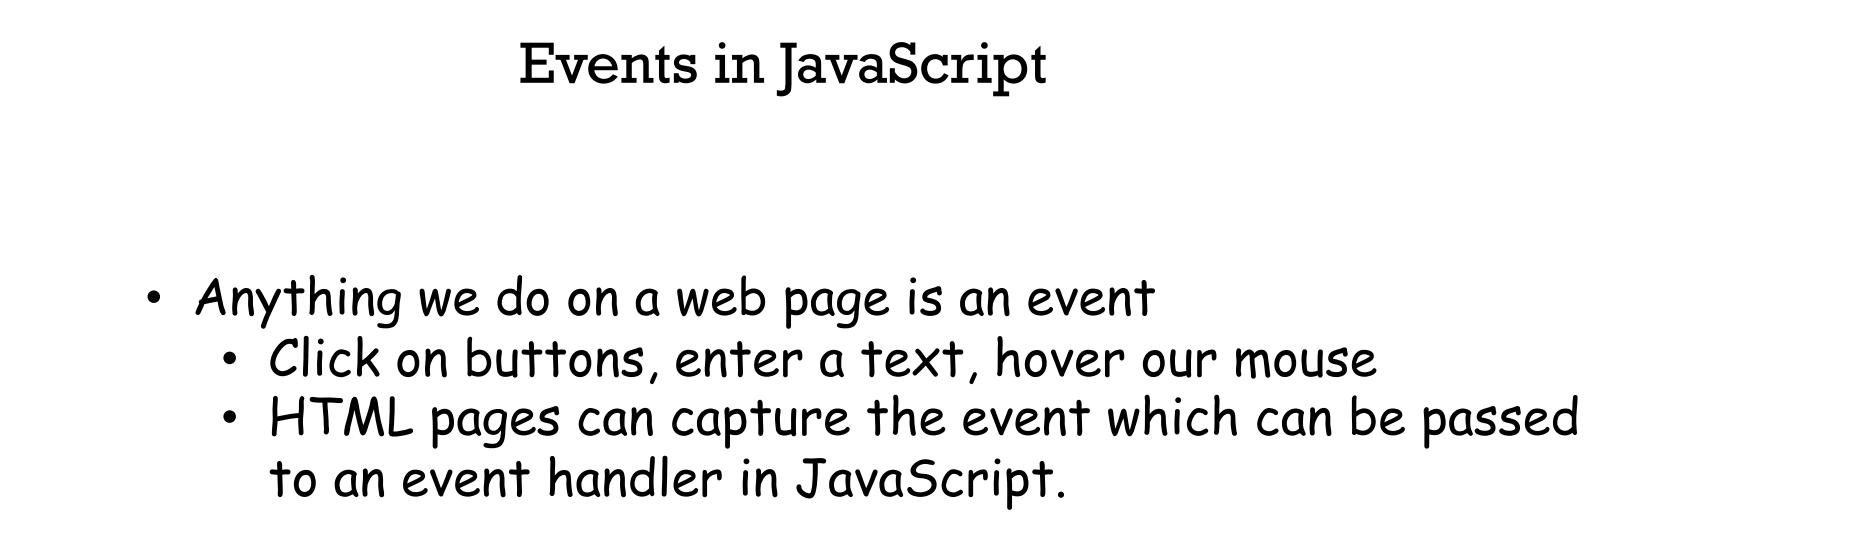 Events in JavaScript
• Anything we do on a web page is an event
• Click on buttons, enter a text, hover our mouse
• HTML pages can capture the event which can be passed
to an event handler in JavaScript.